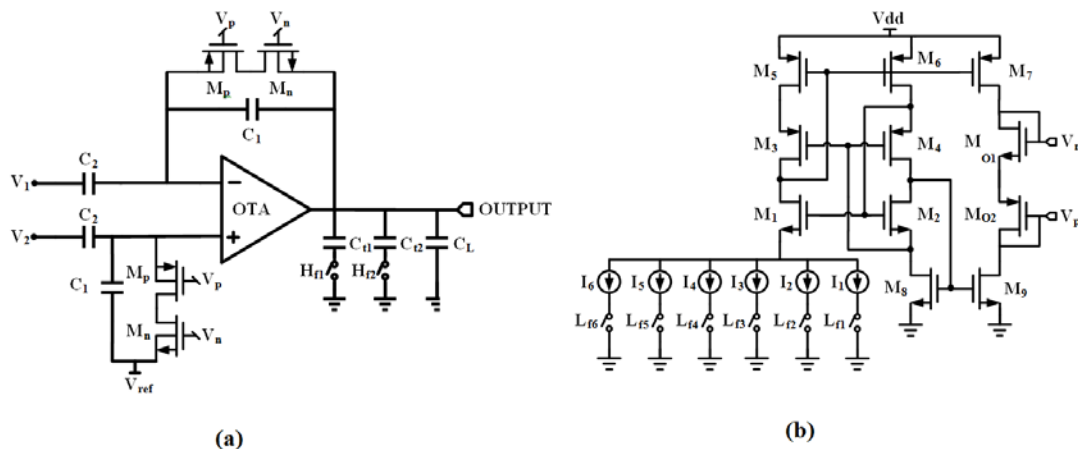 Vp Vn
Mp Mn
C1
C2
V1
−
OTA
OUTPUT
C2
V2
+
Ct1 Ct2 CL
Mp
C1
Vp
Hf1 Hf2
Mn
Vn
Vref
(a)
Vdd
M5 M6 M7
M3 M4 M O1
Vn
M1 M2 MO2 Vp
I6 I5 I4 I3 I2 I1
M8 M9
Lf6 Lf5 Lf4 Lf3 Lf2 Lf1
(b)